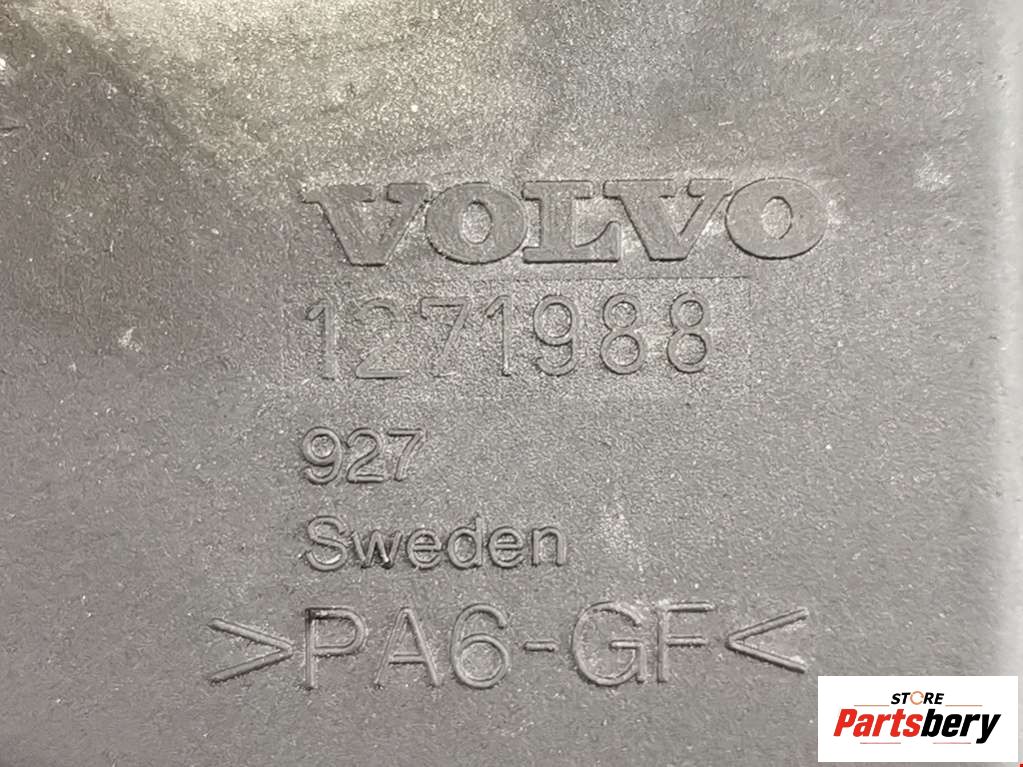 VOLVO
1271988
927
Sweden
>PA6-GF<
STORE
Partsbery